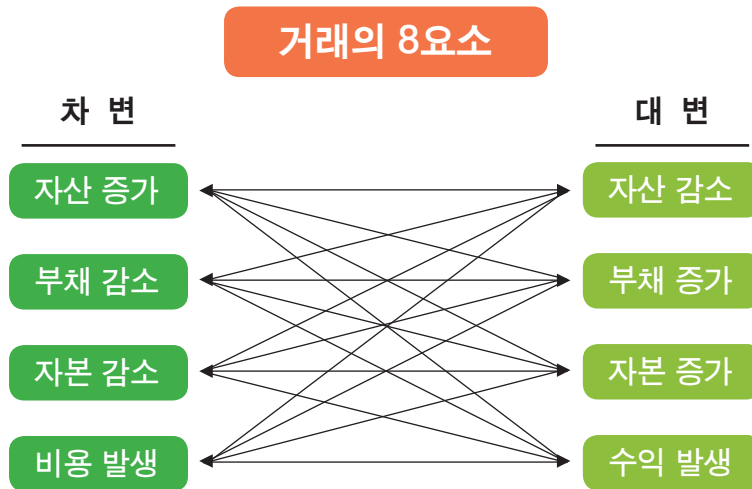 거래의 8요소
차 변
대 변
자산 증가
자산 감소
부채 감소
부채 증가
자본 감소
자본 증가
비용 발생
수익 발생